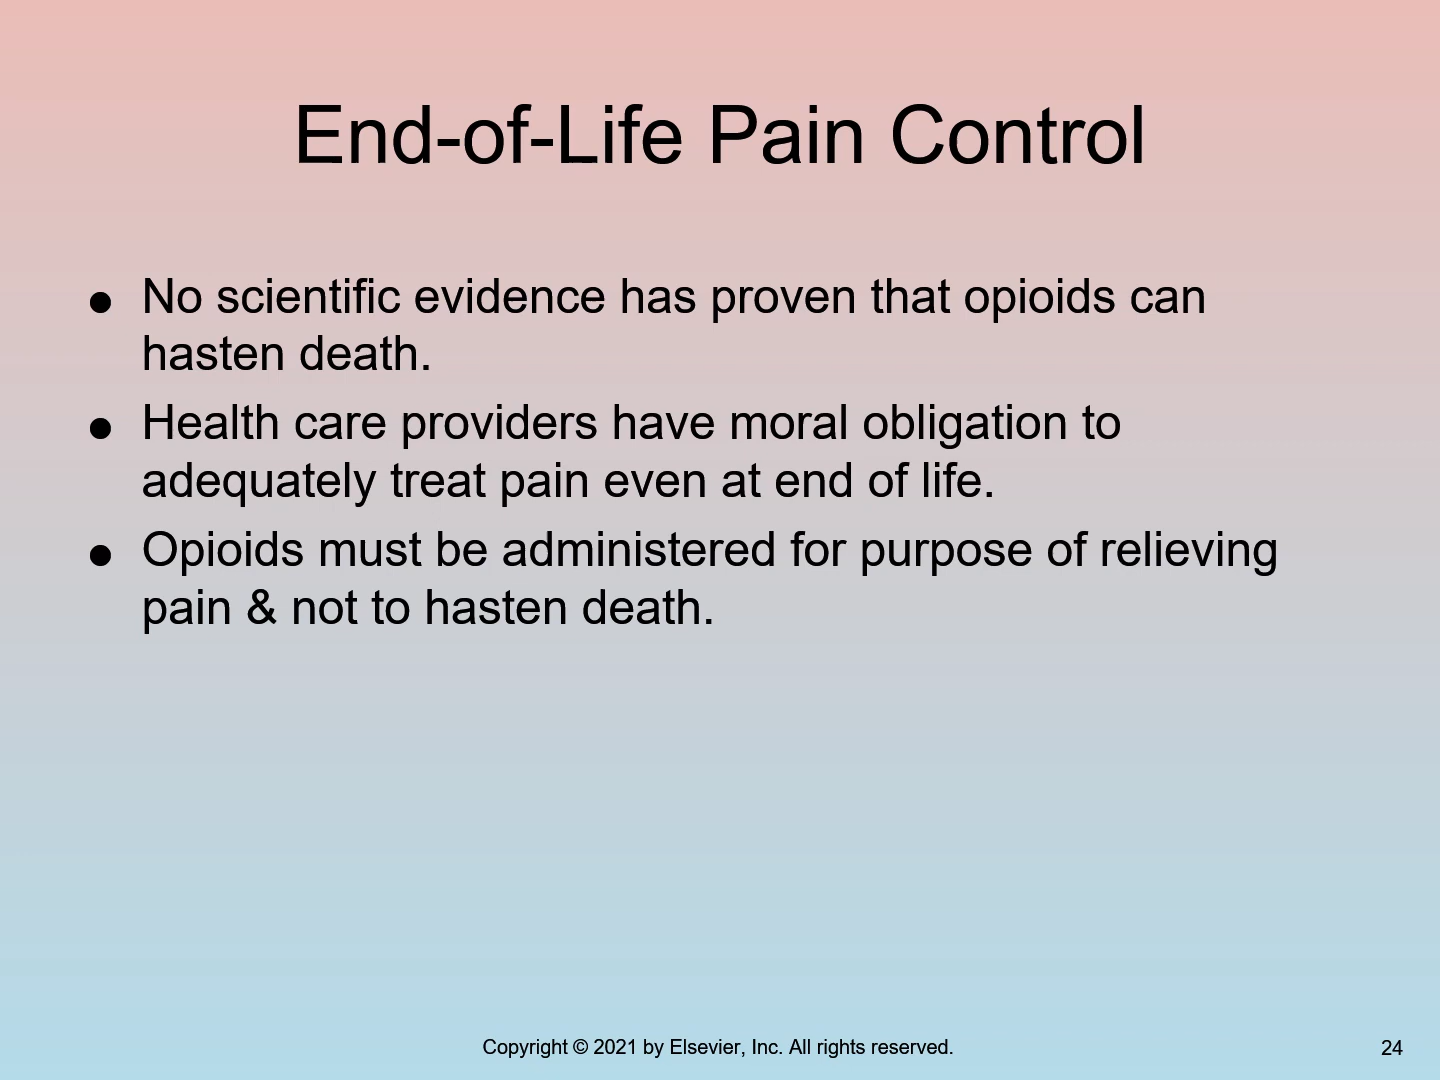 End-of-Life Pain Control
● No scientific evidence has proven that opioids can
hasten death.
● Health care providers have moral obligation to
adequately treat pain even at end of life.
● Opioids must be administered for purpose of relieving
pain & not to hasten death.
Copyright © 2021 by Elsevier, Inc. All rights reserved.
24